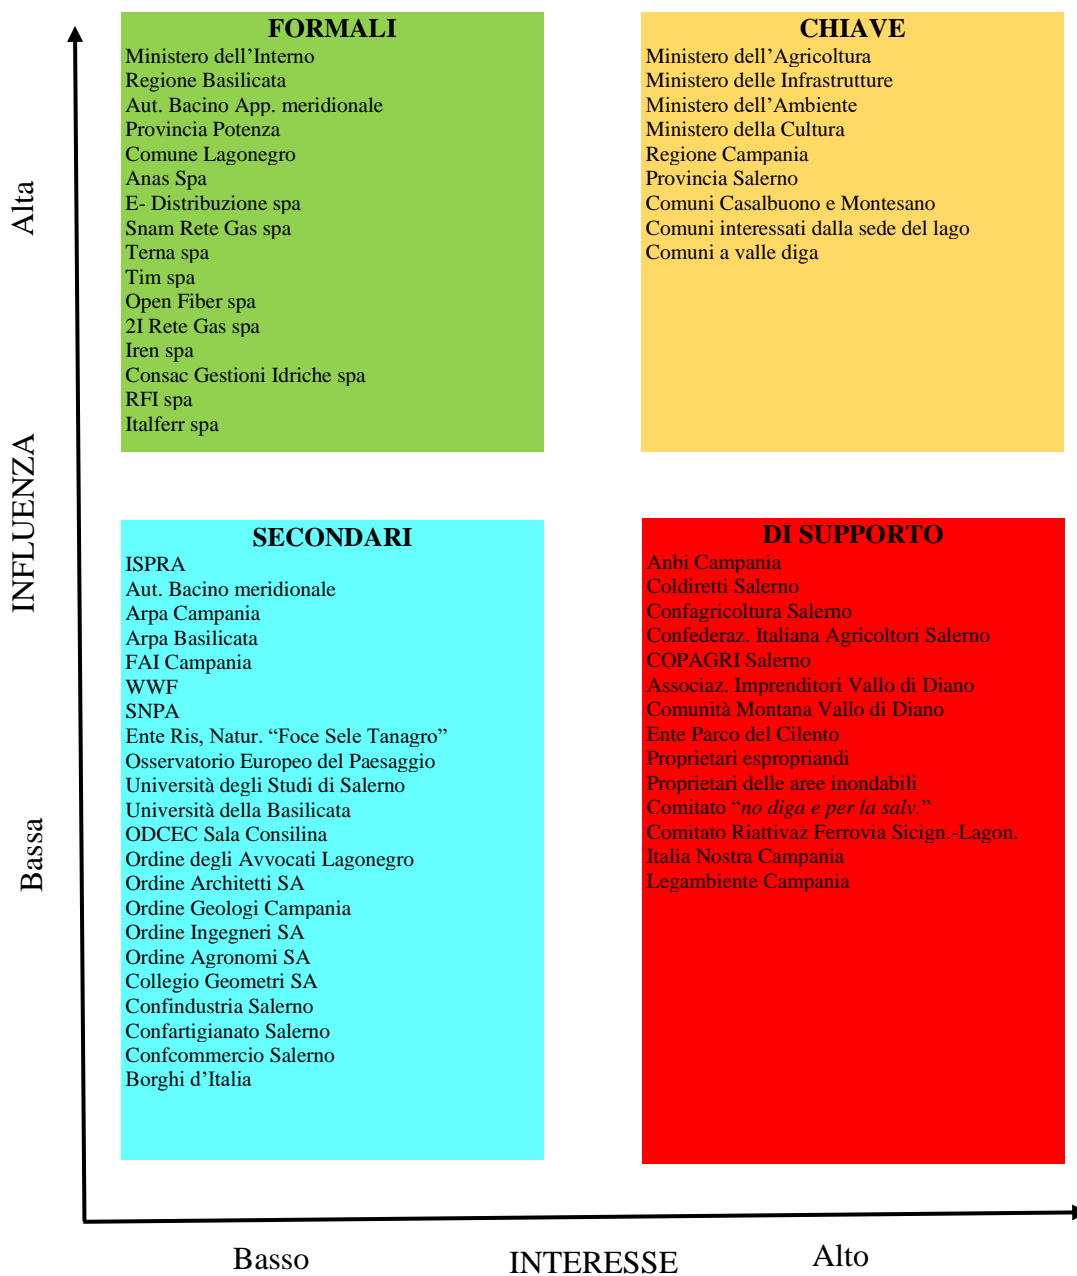 FORMALI
Ministero dell’Interno
Regione Basilicata
Aut. Bacino App. meridionale
Provincia Potenza
Comune Lagonegro
Anas Spa
E- Distribuzione spa
Snam Rete Gas spa
Terna spa
Tim spa
Open Fiber spa
2I Rete Gas spa
Iren spa
Consac Gestioni Idriche spa
RFI spa
Italferr spa
CHIAVE
Ministero dell’Agricoltura
Ministero delle Infrastrutture
Ministero dell’Ambiente
Ministero della Cultura
Regione Campania
Provincia Salerno
Comuni Casalbuono e Montesano
Comuni interessati dalla sede del lago
Comuni a valle diga
Alta
INFLUENZA
Bassa
SECONDARI
ISPRA
Aut. Bacino meridionale
Arpa Campania
Arpa Basilicata
FAI Campania
WWF
SNPA
Ente Ris, Natur. “Foce Sele Tanagro”
Osservatorio Europeo del Paesaggio
Università degli Studi di Salerno
Università della Basilicata
ODCEC Sala Consilina
Ordine degli Avvocati Lagonegro
Ordine Architetti SA
Ordine Geologi Campania
Ordine Ingegneri SA
Ordine Agronomi SA
Collegio Geometri SA
Confindustria Salerno
Confartigianato Salerno
Confcommercio Salerno
Borghi d’Italia
DI SUPPORTO
Anbi Campania
Coldiretti Salerno
Confagricoltura Salerno
Confederaz. Italiana Agricoltori Salerno
COPAGRI Salerno
Associaz. Imprenditori Vallo di Diano
Comunità Montana Vallo di Diano
Ente Parco del Cilento
Proprietari espropriandi
Proprietari delle aree inondabili
Comitato “no diga e per la salv.”
Comitato Riattivaz Ferrovia Sicign.-Lagon.
Italia Nostra Campania
Legambiente Campania
Basso
INTERESSE
Alto